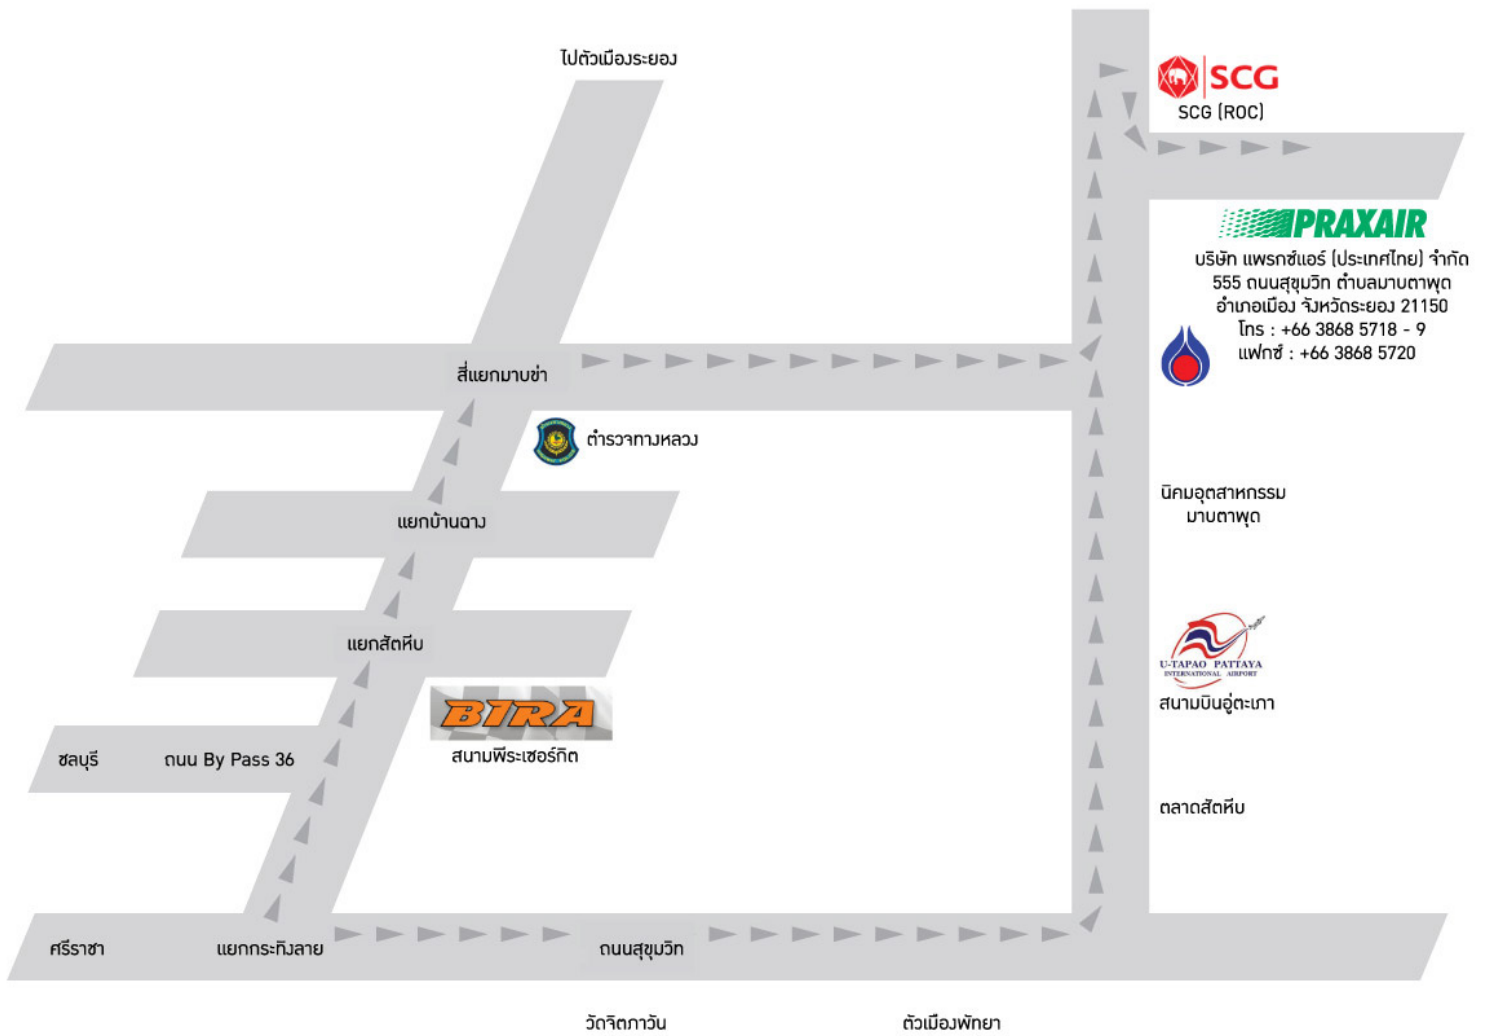 ไปตัวเมืองระยอง
SCG
SCG (ROC)
PRAXAIR
บริษัท แพรกซ์แอร์ (ประเทศไทย) จำกัด
555 ถนนสุขุมวิท ตำบลมาบตาพุด
อำเภอเมือง จังหวัดระยอง 21150
โทร : +66 3868 5718 - 9
แฟกซ์ : +66 3868 5720
สี่แยกมาบข่า
ตำรวจทางหลวง
แยกบ้านฉาง
นิคมอุตสาหกรรม
มาบตาพุด
แยกสัตหีบ
U-TAPAO PATTAYA
INTERNATIONAL AIRPORT
สนามบินอู่ตะเภา
BIRA
สนามพีระเซอร์กิต
ชลบุรี ถนน By Pass 36
ตลาดสัตหีบ
ศรีราชา แยกกระทิงลาย ถนนสุขุมวิท
วัดจิตภาวัน ตัวเมืองพัทยา